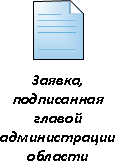 Заявка,
подписанная
главой
администрации
области